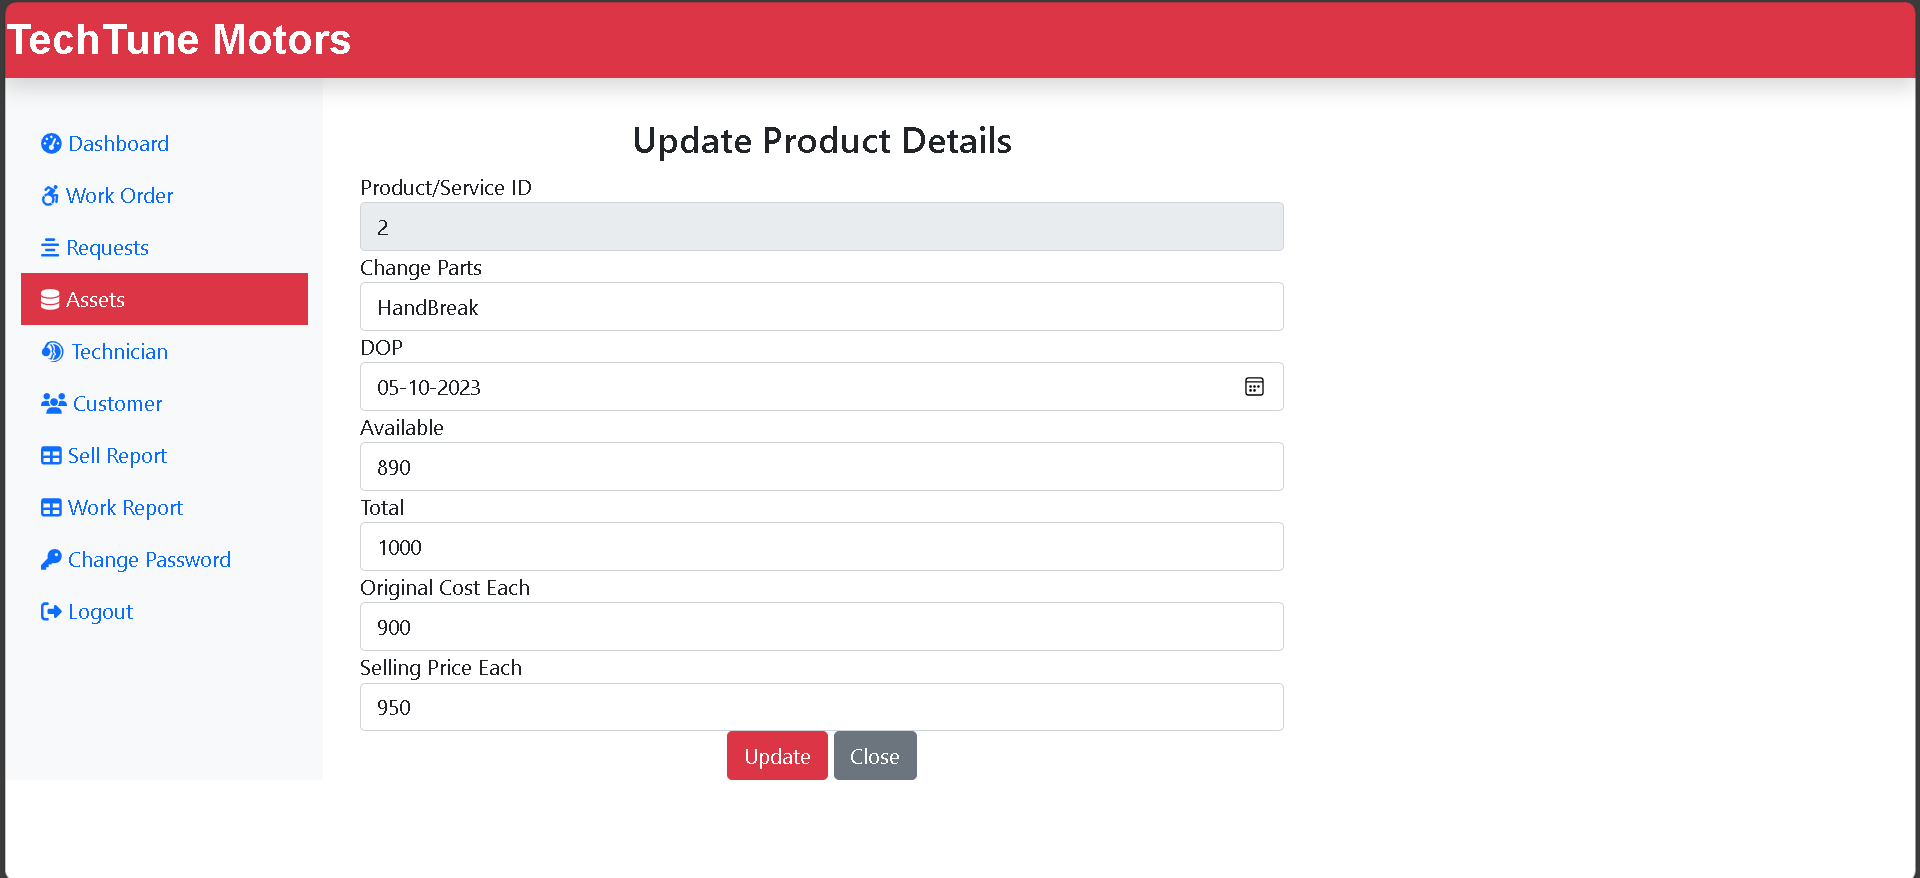 TechTune Motors
Dashboard
Work Order
Requests
Assets
Technician
Customer
Sell Report
Work Report
Change Password
Logout
Update Product Details
Product/Service ID
2
Change Parts
HandBreak
DOP
05-10-2023
Available
890
Total
1000
Original Cost Each
900
Selling Price Each
950
Update Close